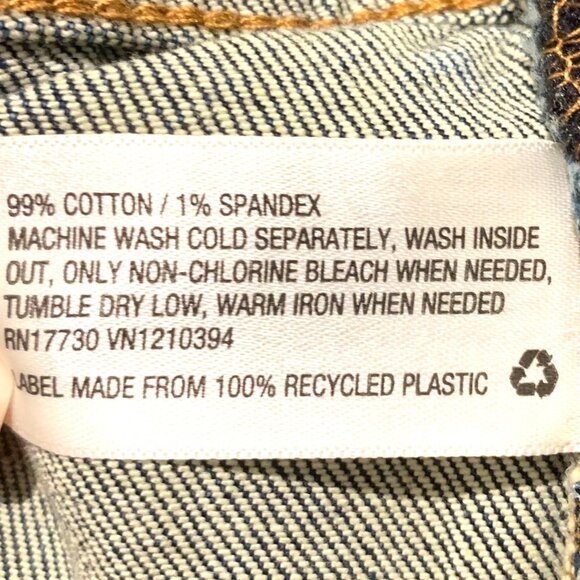 99% COTTON / 1% SPANDEX
MACHINE WASH COLD SEPARATELY, WASH INSIDE
OUT, ONLY NON-CHLORINE BLEACH WHEN NEEDED,
TUMBLE DRY LOW, WARM IRON WHEN NEEDED
RN17730 VN1210394
LABEL MADE FROM 100% RECYCLED PLASTIC